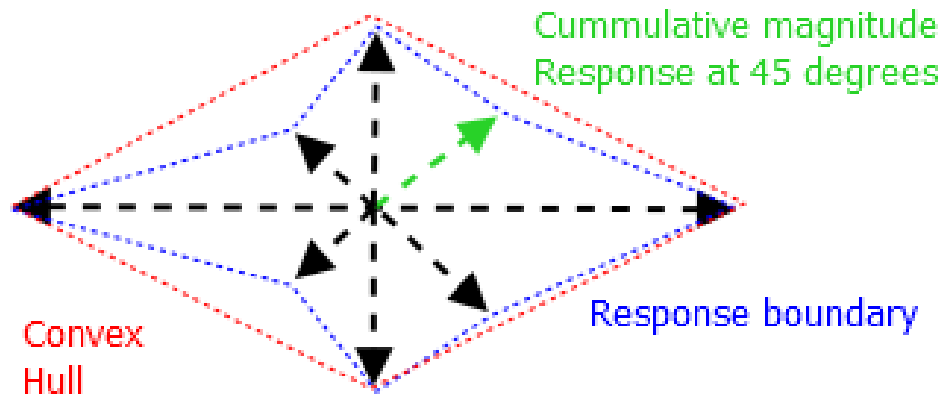 Cummulative magnitude
Response at 45 degrees
Response boundary
Convex
Hull